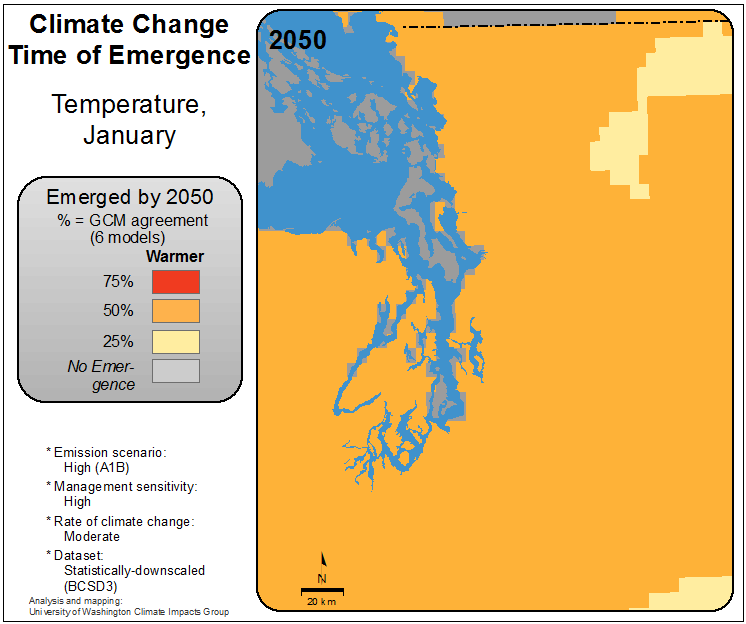 Climate Change
Time of Emergence
Temperature,
January
Emerged by 2050
% = GCM agreement
(6 models)
Warmer
75%
50%
25%
No Emer-
gence
* Emission scenario:
High (A1B)
* Management sensitivity:
High
* Rate of climate change:
Moderate
* Dataset:
Statistically-downscaled
(BCSD3)
Analysis and mapping:
University of Washington Climate Impacts Group
2050
N
20 km